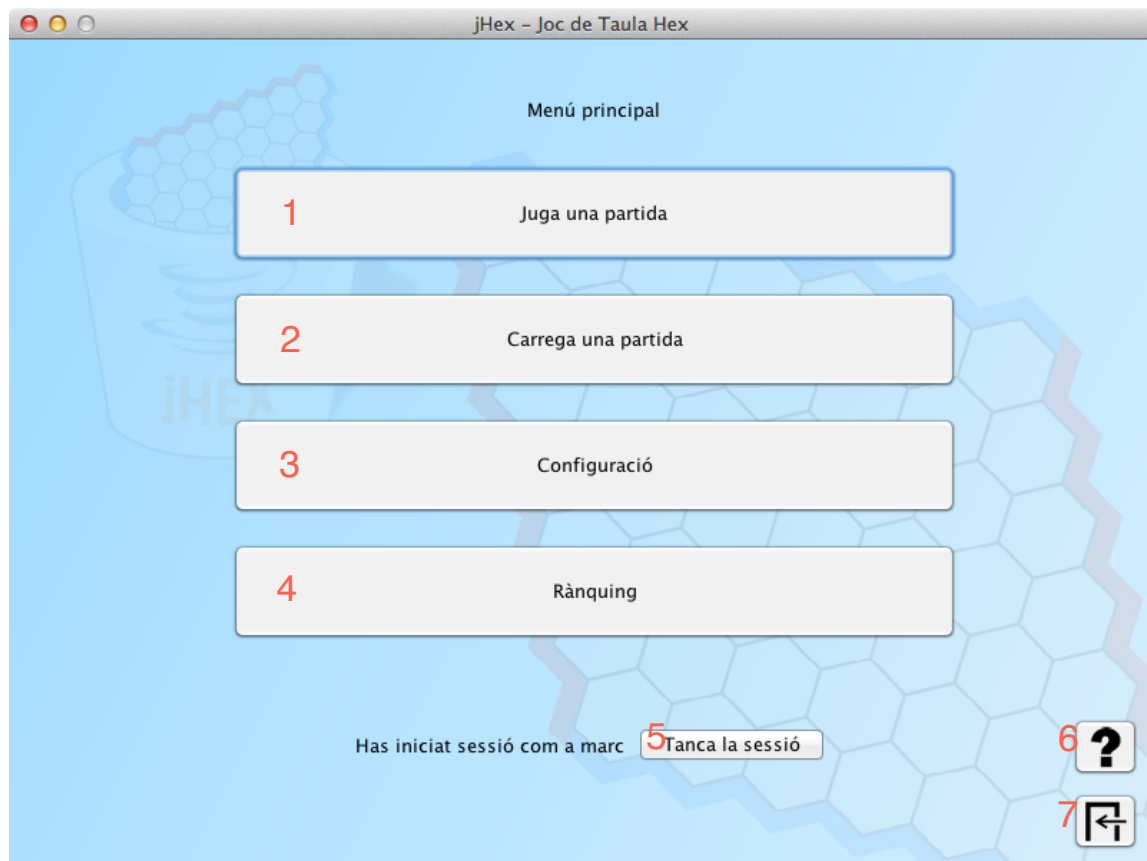 jHex – Joc de Taula Hex
Menú principal
1 Juga una partida
2 Carrega una partida
jHEX
3 Configuració
4 Rànquing
Has iniciat sessió com a marc 5 Tanca la sessió
6 ?
7